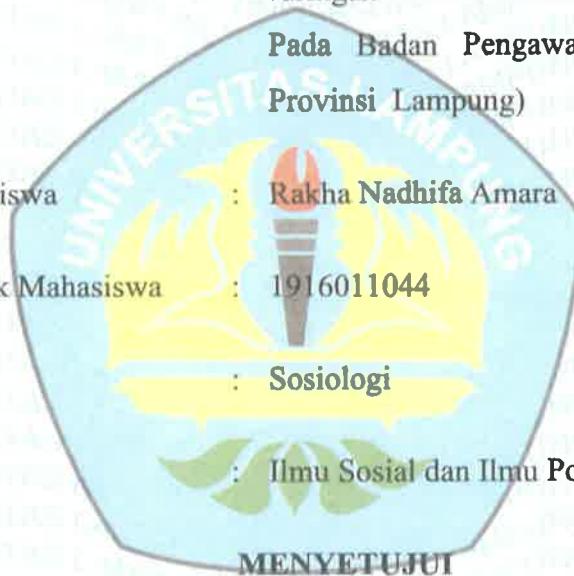 Pada Badan Pengawa
Provinsi Lampung)
UNIVERSITAS LAMPUNG
iswa : Rakha Nadhifa Amara
k Mahasiswa : 1916011044
: Sosiologi
: Ilmu Sosial dan Ilmu Po
MENYETUJUI